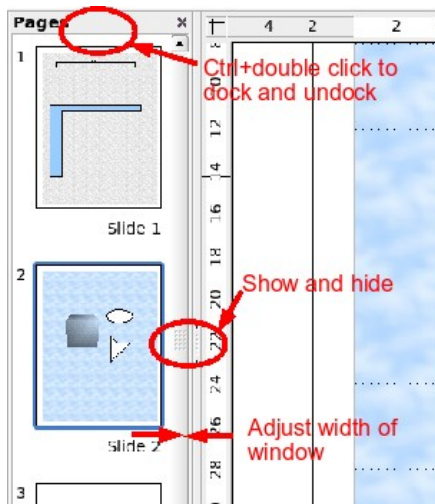 Pages
4 2 2
1
Ctrl+double click to
dock and undock
12
14
16
Slide 1
18
2
20
Show and hide
22
24
26
Adjust width of
window
Slide 2
28
3